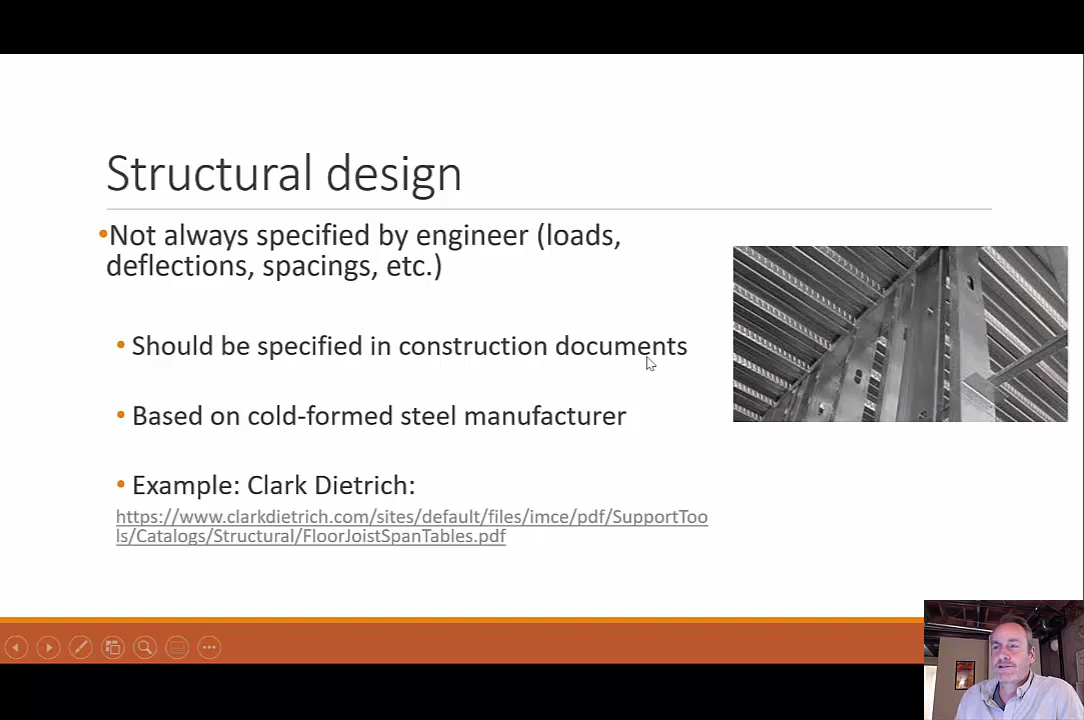 Structural design
•Not always specified by engineer (loads,
deflections, spacings, etc.)
• Should be specified in construction documents
• Based on cold-formed steel manufacturer
• Example: Clark Dietrich:
https://www.clarkdietrich.com/sites/default/files/imce/pdf/SupportToo
ls/Catalogs/Structural/FloorJoistSpanTables.pdf